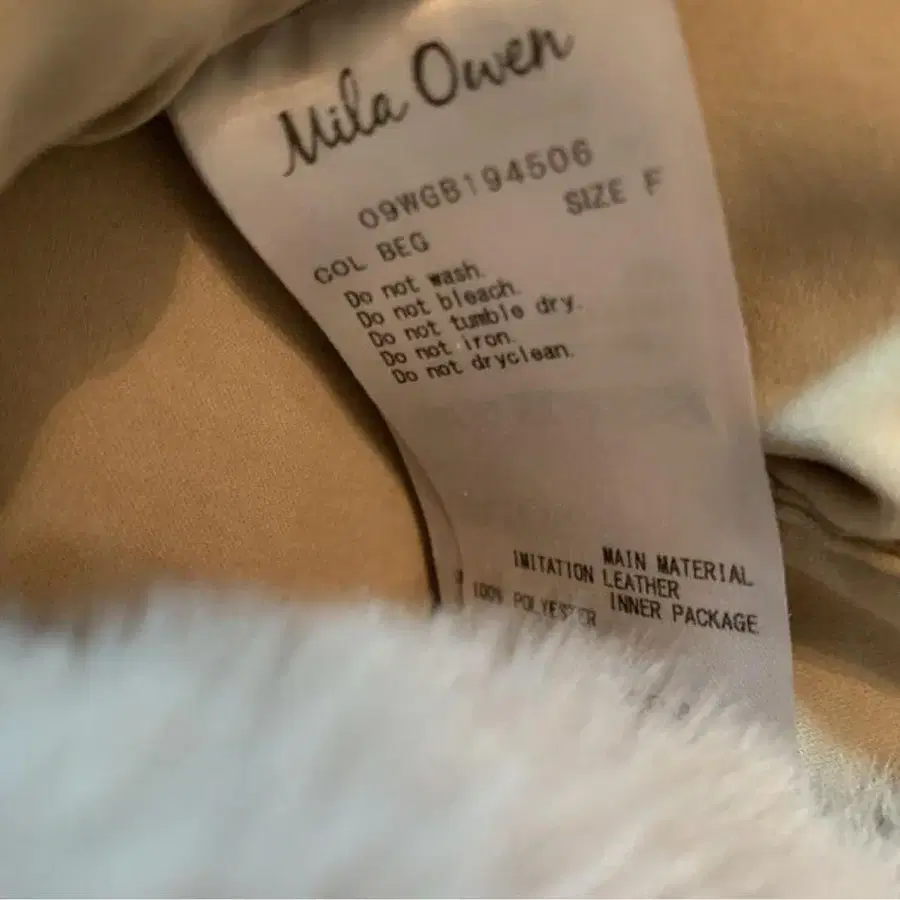 Mila Owen
09WGB194506
SIZE F
COL BEG
Do not wash.
Do not bleach.
Do not tumble dry.
Do not iron.
Do not dryclean.
MAIN MATERIAL
IMITATION LEATHER
INNER PACKAGE
100% POLYESTER